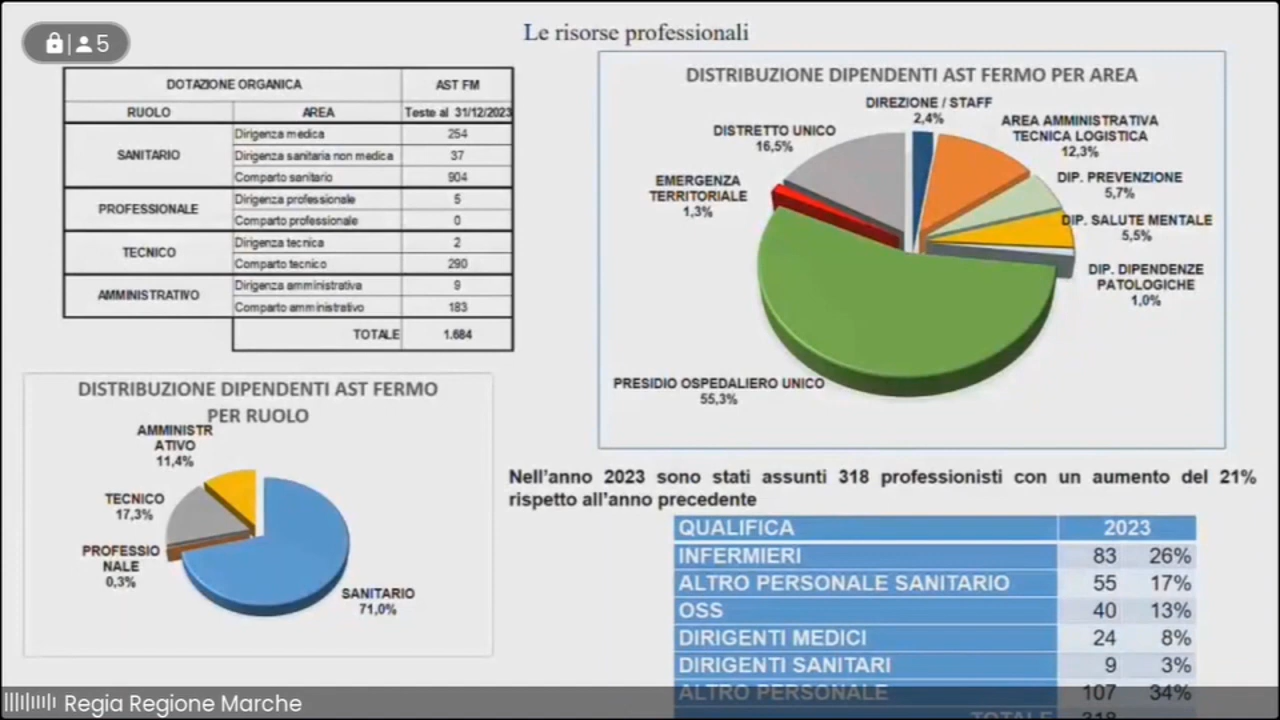 5
Le risorse professionali
DOTAZIONE ORGANICA AST FM
RUOLO AREA Teste al 31/12/2023
SANITARIO
Dirigenza medica 254
Dirigenza sanitaria non medica 37
Comparto sanitario 904
PROFESSIONALE
Dirigenza professionale 5
Comparto professionale 0
TECNICO
Dirigenza tecnica 2
Comparto tecnico 290
AMMINISTRATIVO
Dirigenza amministrativa 9
Comparto amministrativo 183
TOTALE 1.684
DISTRIBUZIONE DIPENDENTI AST FERMO PER AREA
DIREZIONE / STAFF
2,4%
AREA AMMINISTRATIVA
TECNICA LOGISTICA
12,3%
DISTRETTO UNICO
16,5%
DIP. PREVENZIONE
5,7%
EMERGENZA
TERRITORIALE
1,3%
DIP. SALUTE MENTALE
5,5%
DIP. DIPENDENZE
PATOLOGICHE
1,0%
PRESIDIO OSPEDALIERO UNICO
55,3%
DISTRIBUZIONE DIPENDENTI AST FERMO
PER RUOLO
AMMINISTR
ATIVO
11,4%
TECNICO
17,3%
PROFESSIO
NALE
0,3%
SANITARIO
71,0%
Nell'anno 2023 sono stati assunti 318 professionisti con un aumento del 21%
rispetto all'anno precedente
QUALIFICA 2023
INFERMIERI 83 26%
ALTRO PERSONALE SANITARIO 55 17%
OSS 40 13%
DIRIGENTI MEDICI 24 8%
DIRIGENTI SANITARI 9 3%
ALTRO PERSONALE 107 34%
TOTALE 318
Regia Regione Marche